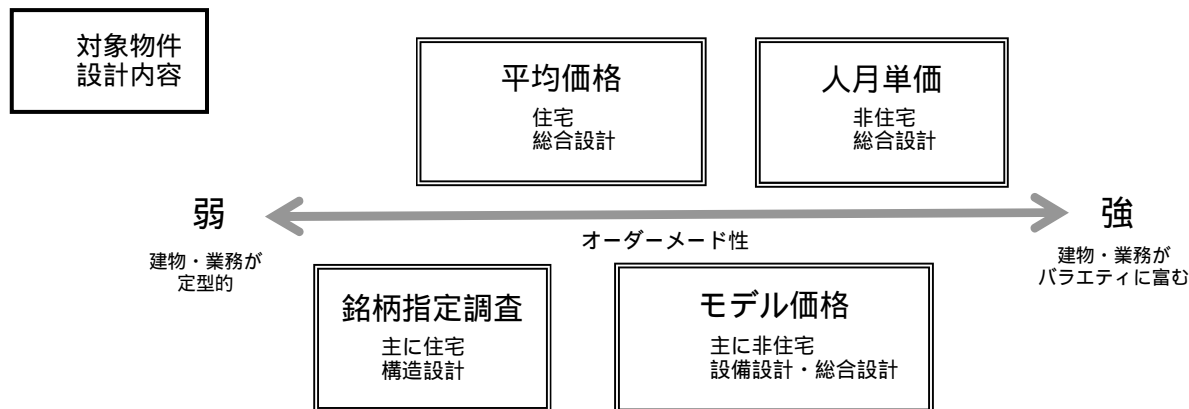 対象物件
設計内容
平均価格
住宅
総合設計
人月単価
非住宅
総合設計
弱
建物・業務が
定型的
オーダーメード性
強
建物・業務が
バラエティに富む
銘柄指定調査
主に住宅
構造設計
モデル価格
主に非住宅
設備設計・総合設計